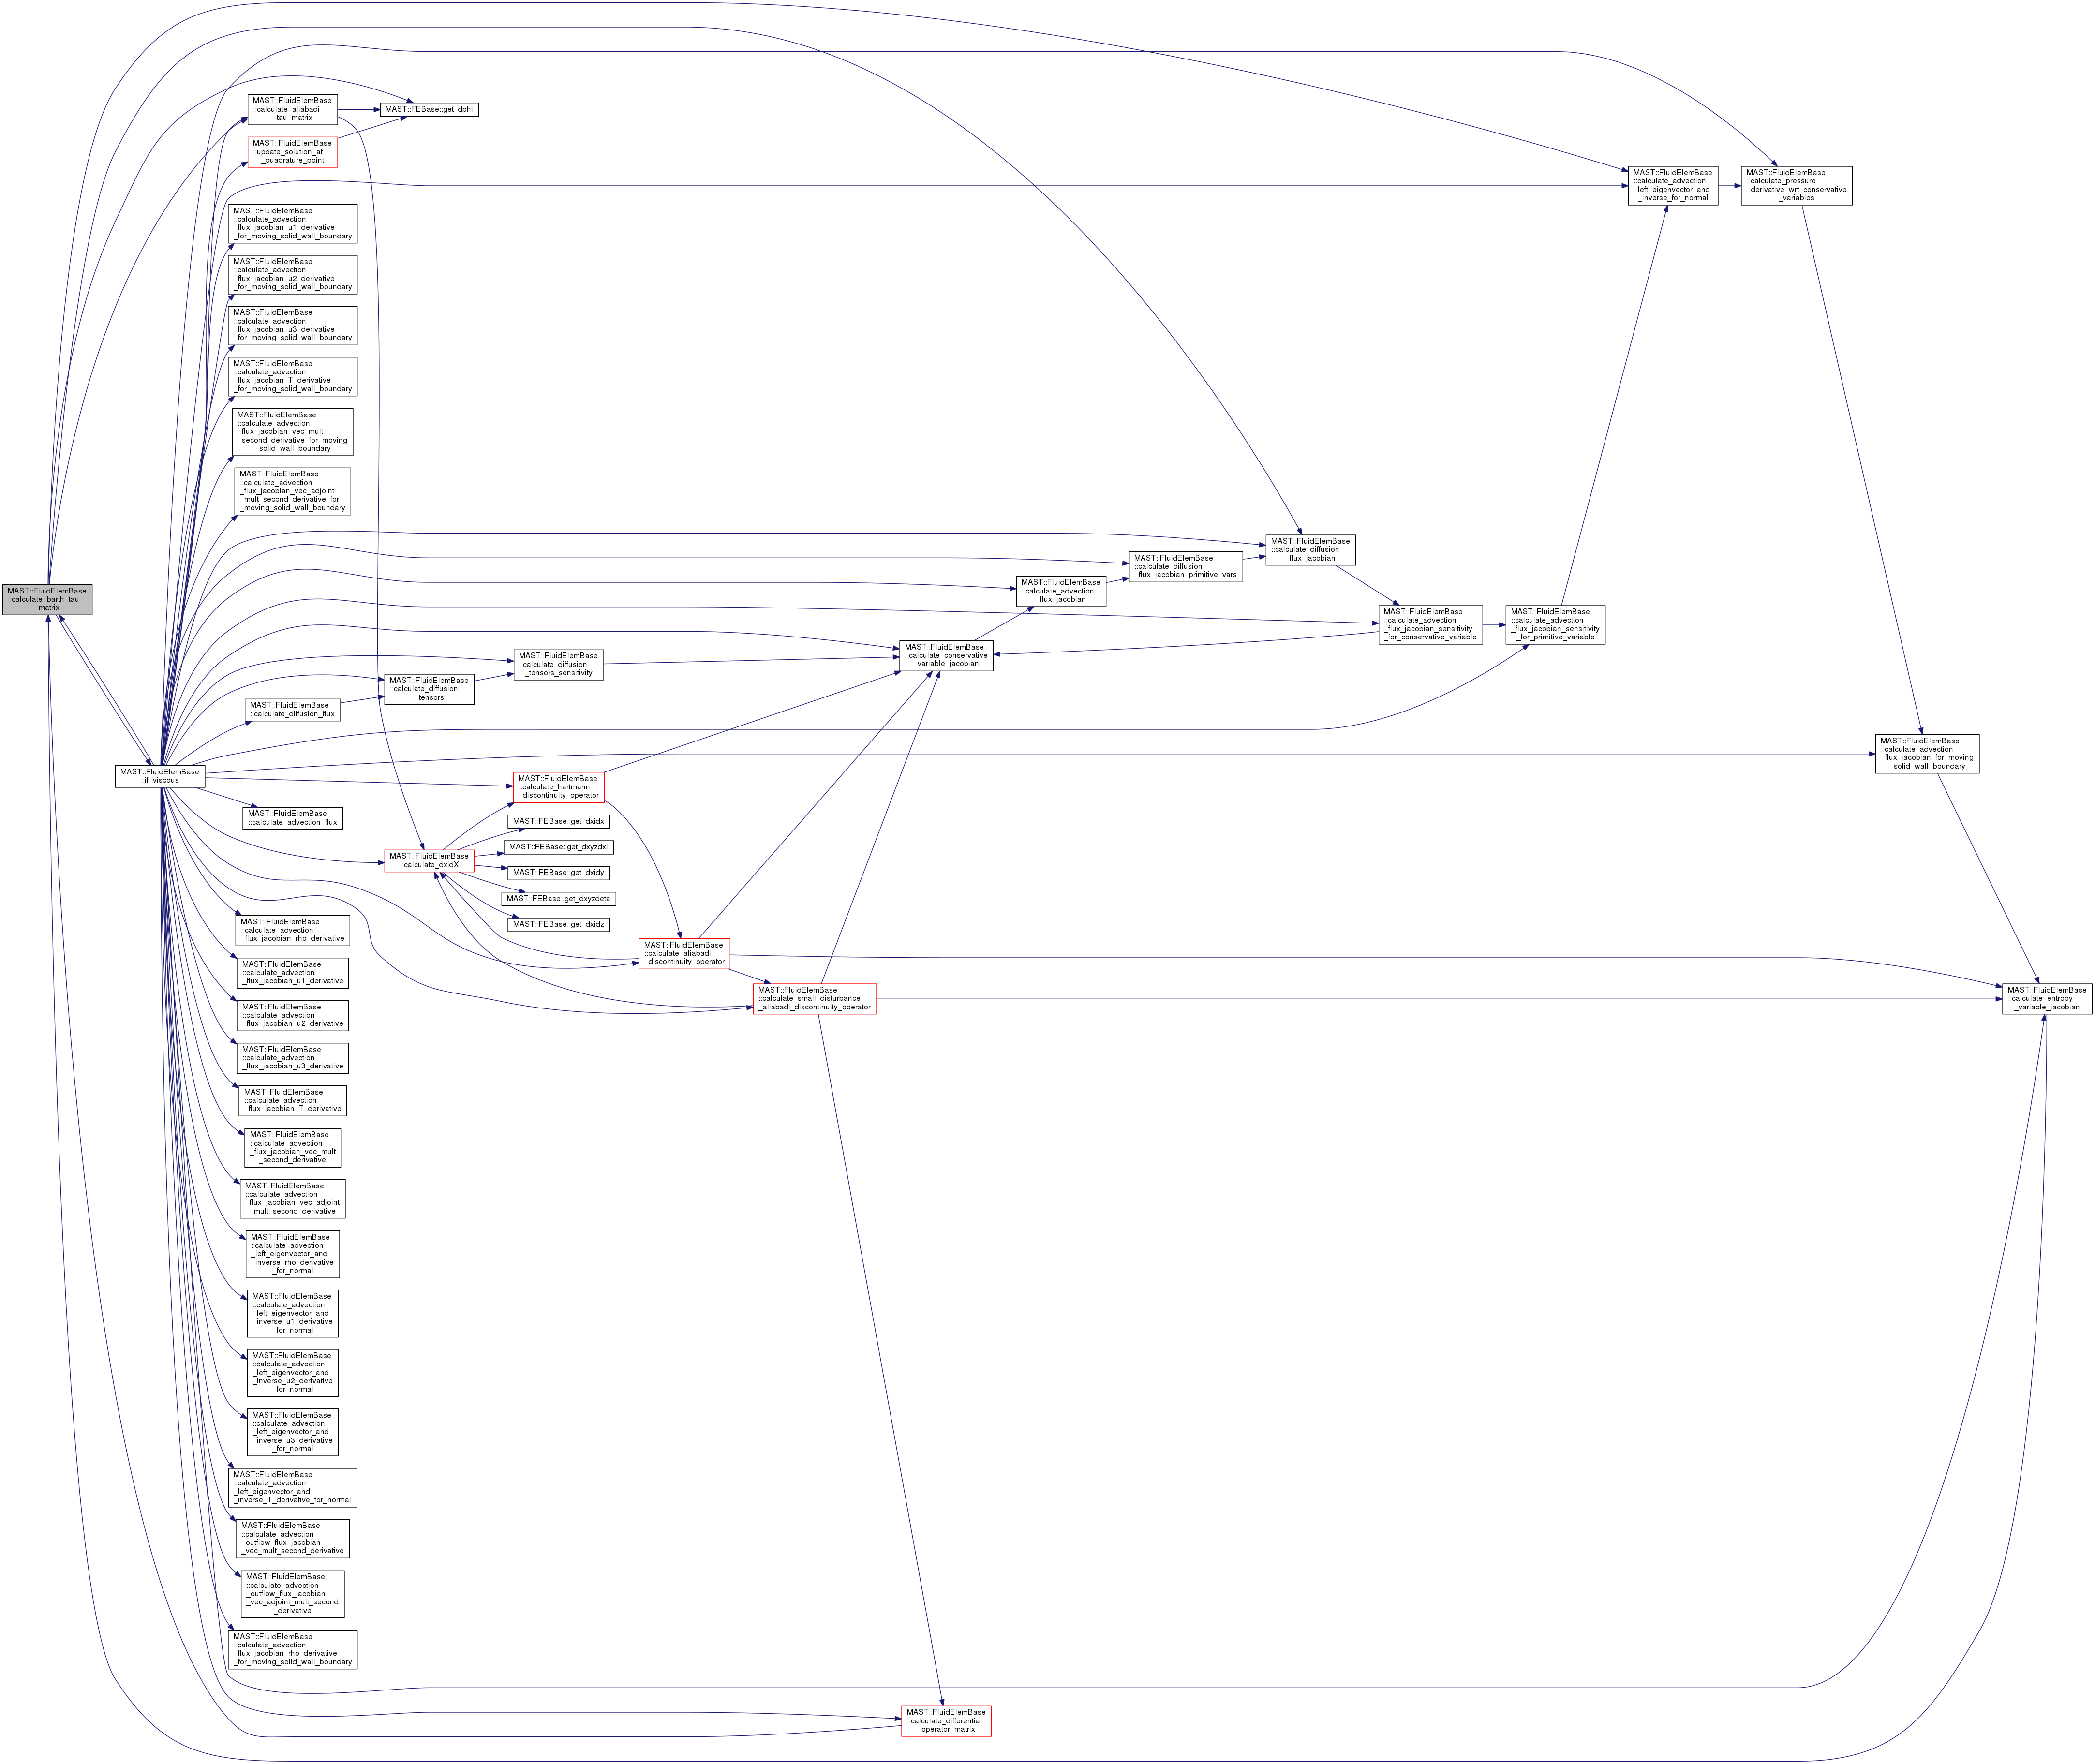 MAST::FluidElemBase
::calculate_barth_tau
_matrix
MAST::FluidElemBase
::if_viscous
MAST::FluidElemBase
::calculate_aliabadi
_tau_matrix
MAST::FluidElemBase
::update_solution_at
_quadrature_point
MAST::FluidElemBase
::calculate_advection
_flux_jacobian_u1_derivative
_for_moving_solid_wall_boundary
MAST::FluidElemBase
::calculate_advection
_flux_jacobian_u2_derivative
_for_moving_solid_wall_boundary
MAST::FluidElemBase
::calculate_advection
_flux_jacobian_u3_derivative
_for_moving_solid_wall_boundary
MAST::FluidElemBase
::calculate_advection
_flux_jacobian_T_derivative
_for_moving_solid_wall_boundary
MAST::FluidElemBase
::calculate_advection
_flux_jacobian_vec_mult
_second_derivative_for_moving
_solid_wall_boundary
MAST::FluidElemBase
::calculate_advection
_flux_jacobian_vec_adjoint
_mult_second_derivative_for
_moving_solid_wall_boundary
MAST::FluidElemBase
::calculate_diffusion_flux
MAST::FluidElemBase
::calculate_advection_flux
MAST::FluidElemBase
::calculate_advection
_flux_jacobian_rho_derivative
MAST::FluidElemBase
::calculate_advection
_flux_jacobian_u1_derivative
MAST::FluidElemBase
::calculate_advection
_flux_jacobian_u2_derivative
MAST::FluidElemBase
::calculate_advection
_flux_jacobian_u3_derivative
MAST::FluidElemBase
::calculate_advection
_flux_jacobian_T_derivative
MAST::FluidElemBase
::calculate_advection
_flux_jacobian_vec_mult
_second_derivative
MAST::FluidElemBase
::calculate_advection
_flux_jacobian_vec_adjoint
_mult_second_derivative
MAST::FluidElemBase
::calculate_advection
_left_eigenvector_and
_inverse_rho_derivative
_for_normal
MAST::FluidElemBase
::calculate_advection
_left_eigenvector_and
_inverse_u1_derivative
_for_normal
MAST::FluidElemBase
::calculate_advection
_left_eigenvector_and
_inverse_u2_derivative
_for_normal
MAST::FluidElemBase
::calculate_advection
_left_eigenvector_and
_inverse_u3_derivative
_for_normal
MAST::FluidElemBase
::calculate_advection
_left_eigenvector_and
_inverse_T_derivative_for_normal
MAST::FluidElemBase
::calculate_advection
_outflow_flux_jacobian
_vec_mult_second_derivative
MAST::FluidElemBase
::calculate_advection
_outflow_flux_jacobian
_vec_adjoint_mult_second
_derivative
MAST::FluidElemBase
::calculate_advection
_flux_jacobian_rho_derivative
_for_moving_solid_wall_boundary
MAST::FEBase::get_dphi
MAST::FluidElemBase
::calculate_diffusion
_tensors
MAST::FluidElemBase
::calculate_dxidX
MAST::FluidElemBase
::calculate_diffusion
_tensors_sensitivity
MAST::FluidElemBase
::calculate_hartmann
_discontinuity_operator
MAST::FEBase::get_dxidx
MAST::FEBase::get_dxyzdxi
MAST::FEBase::get_dxidy
MAST::FEBase::get_dxyzdeta
MAST::FEBase::get_dxidz
MAST::FluidElemBase
::calculate_aliabadi
_discontinuity_operator
MAST::FluidElemBase
::calculate_small_disturbance
_aliabadi_discontinuity_operator
MAST::FluidElemBase
::calculate_conservative
_variable_jacobian
MAST::FluidElemBase
::calculate_differential
_operator_matrix
MAST::FluidElemBase
::calculate_advection
_flux_jacobian
MAST::FluidElemBase
::calculate_diffusion
_flux_jacobian_primitive_vars
MAST::FluidElemBase
::calculate_diffusion
_flux_jacobian
MAST::FluidElemBase
::calculate_advection
_flux_jacobian_sensitivity
_for_conservative_variable
MAST::FluidElemBase
::calculate_advection
_flux_jacobian_sensitivity
_for_primitive_variable
MAST::FluidElemBase
::calculate_advection
_left_eigenvector_and
_inverse_for_normal
MAST::FluidElemBase
::calculate_pressure
_derivative_wrt_conservative
_variables
MAST::FluidElemBase
::calculate_advection
_flux_jacobian_for_moving
_solid_wall_boundary
MAST::FluidElemBase
::calculate_entropy
_variable_jacobian